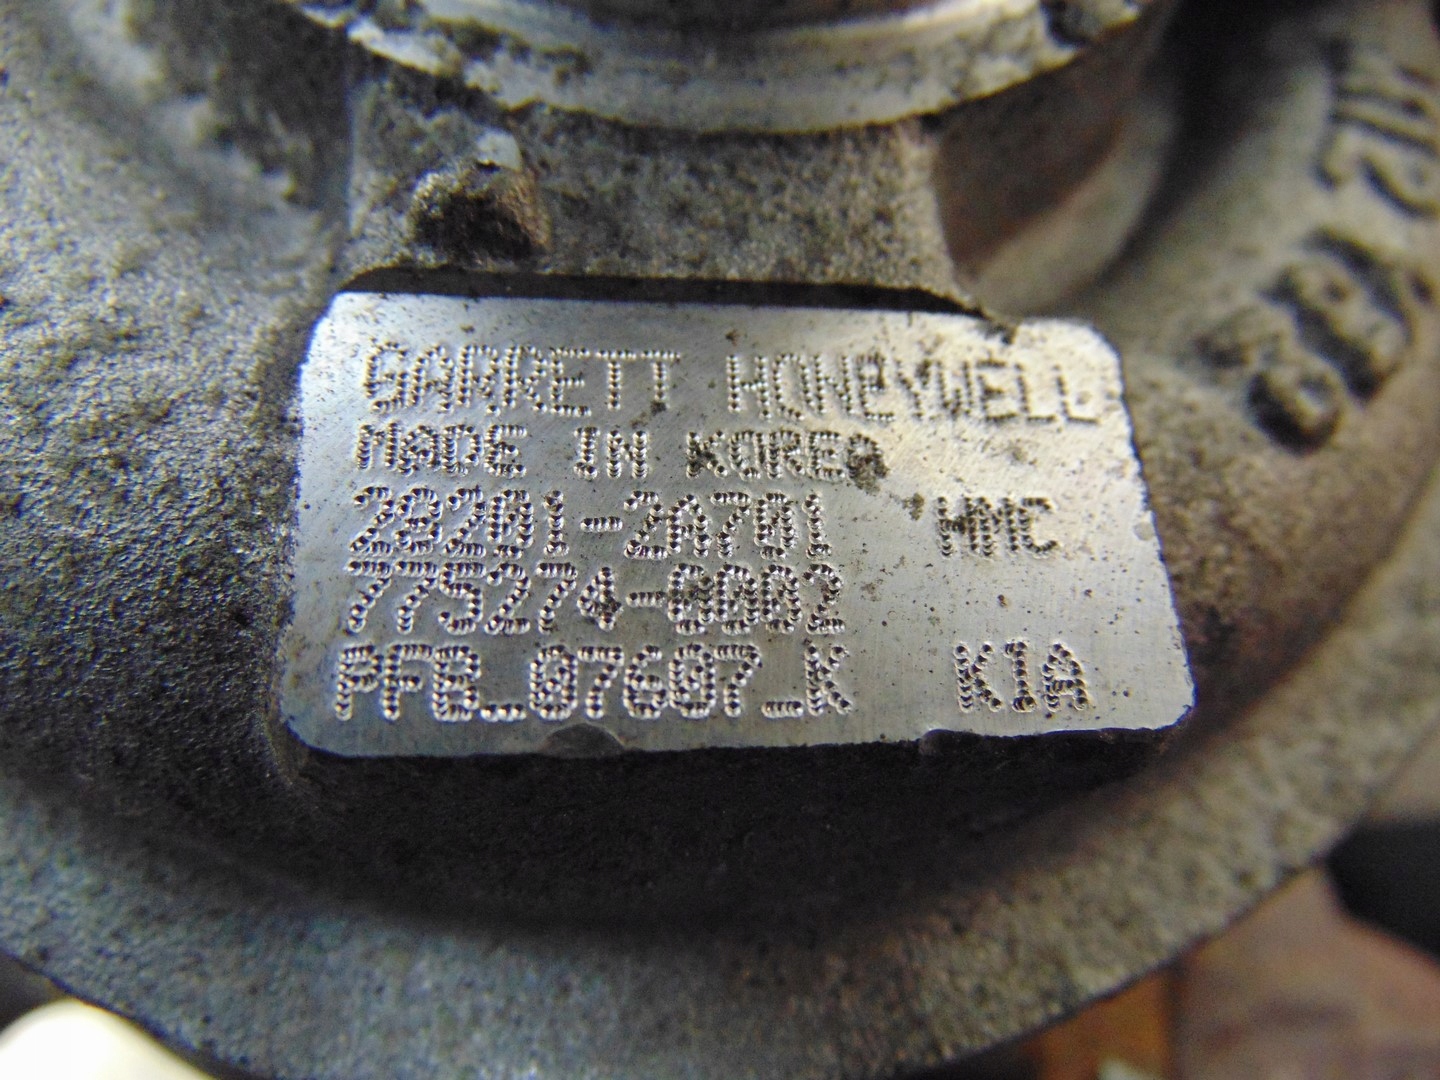 GARRETT HONEYWELL
MADE IN KOREA
28201-2A701 HMC
775274-0002
PFB_07607_K KIA